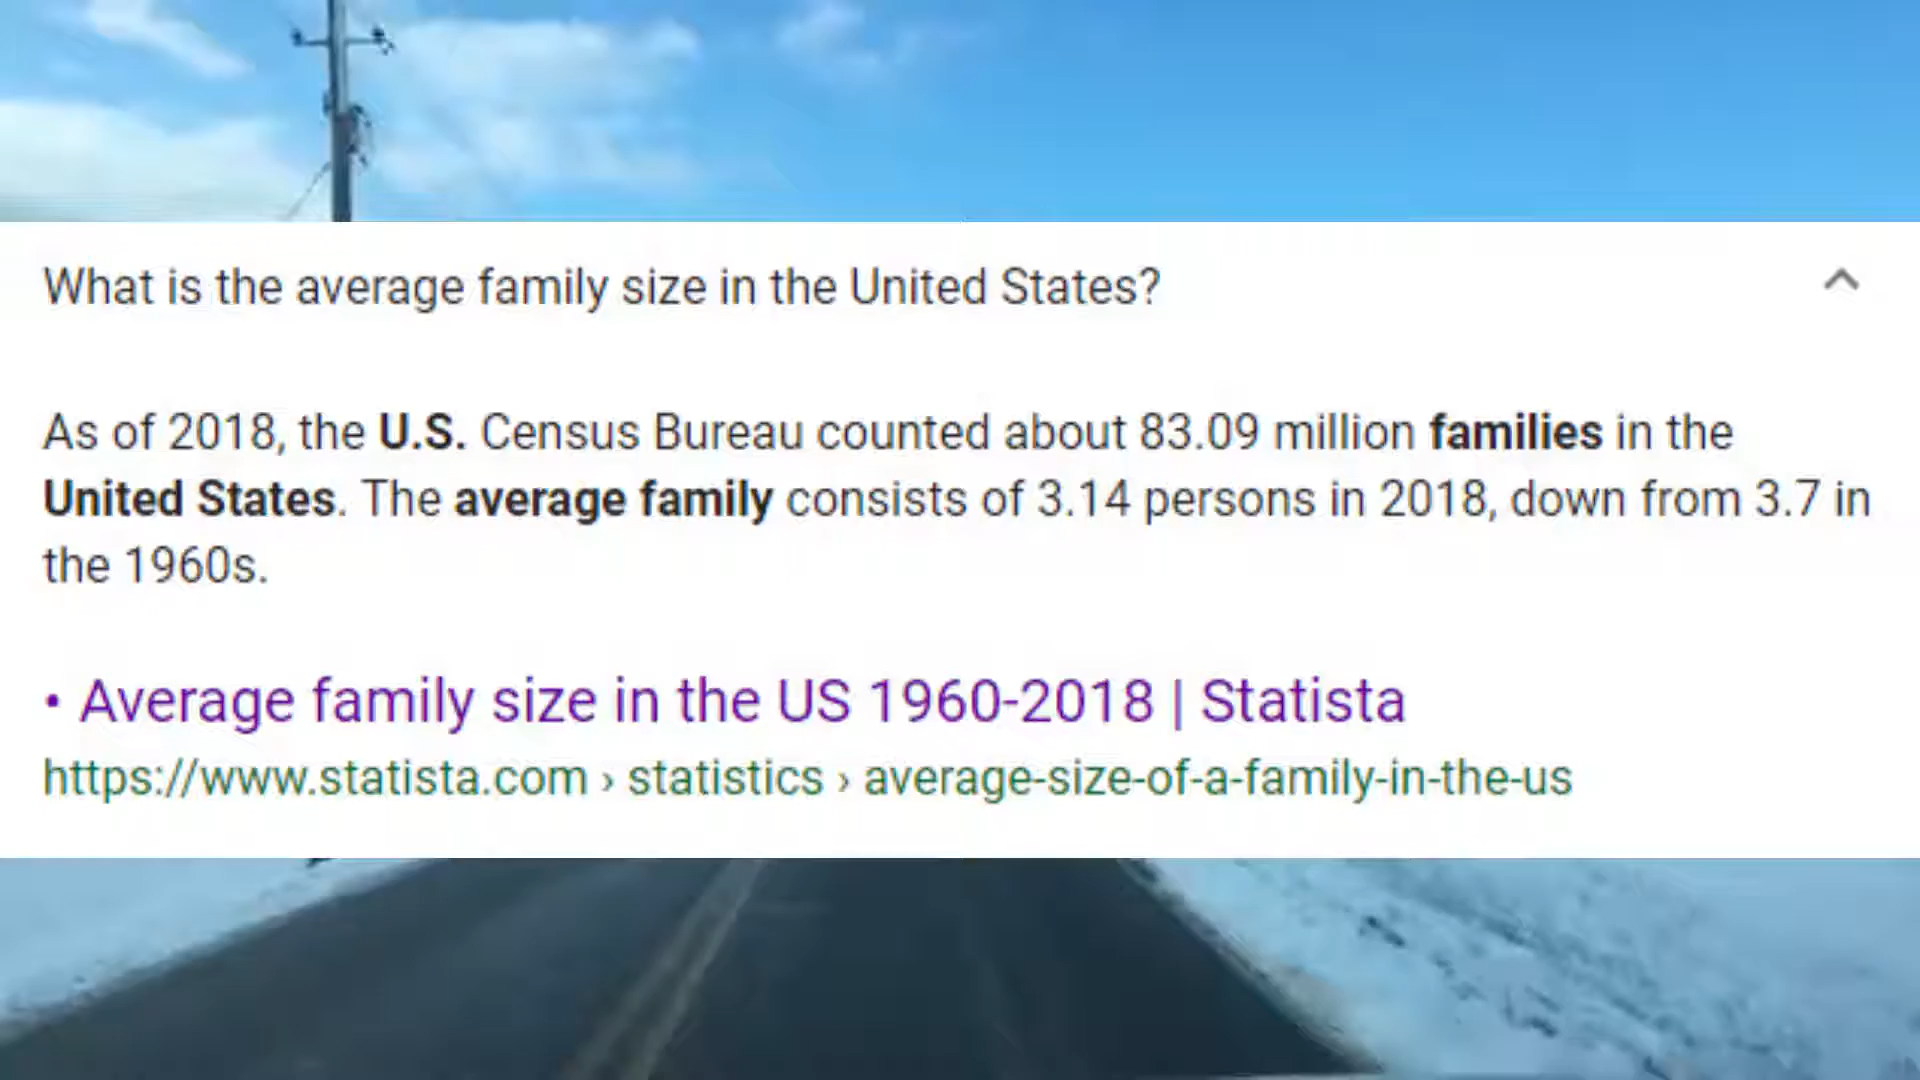 What is the average family size in the United States?
As of 2018, the U.S. Census Bureau counted about 83.09 million families in the
United States. The average family consists of 3.14 persons in 2018, down from 3.7 in
the 1960s.
• Average family size in the US 1960-2018 | Statista
https://www.statista.com › statistics › average-size-of-a-family-in-the-us